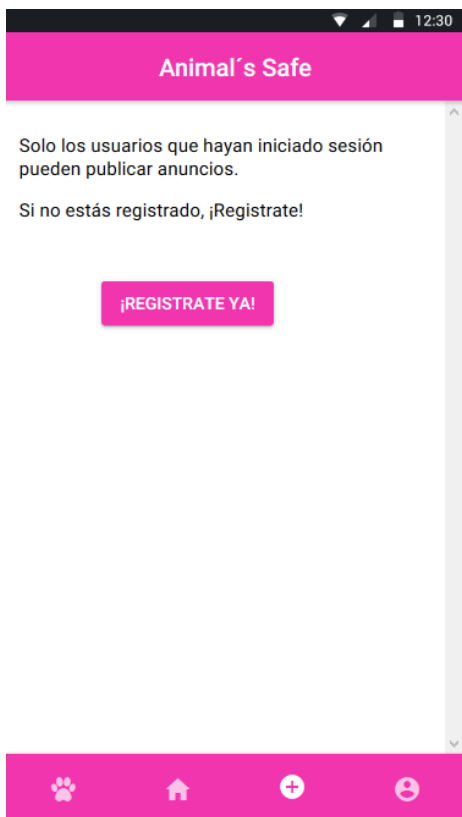 12:30
Animal´s Safe
Solo los usuarios que hayan iniciado sesión
pueden publicar anuncios.
Si no estás registrado, ¡Registrate!
¡REGISTRATE YA!